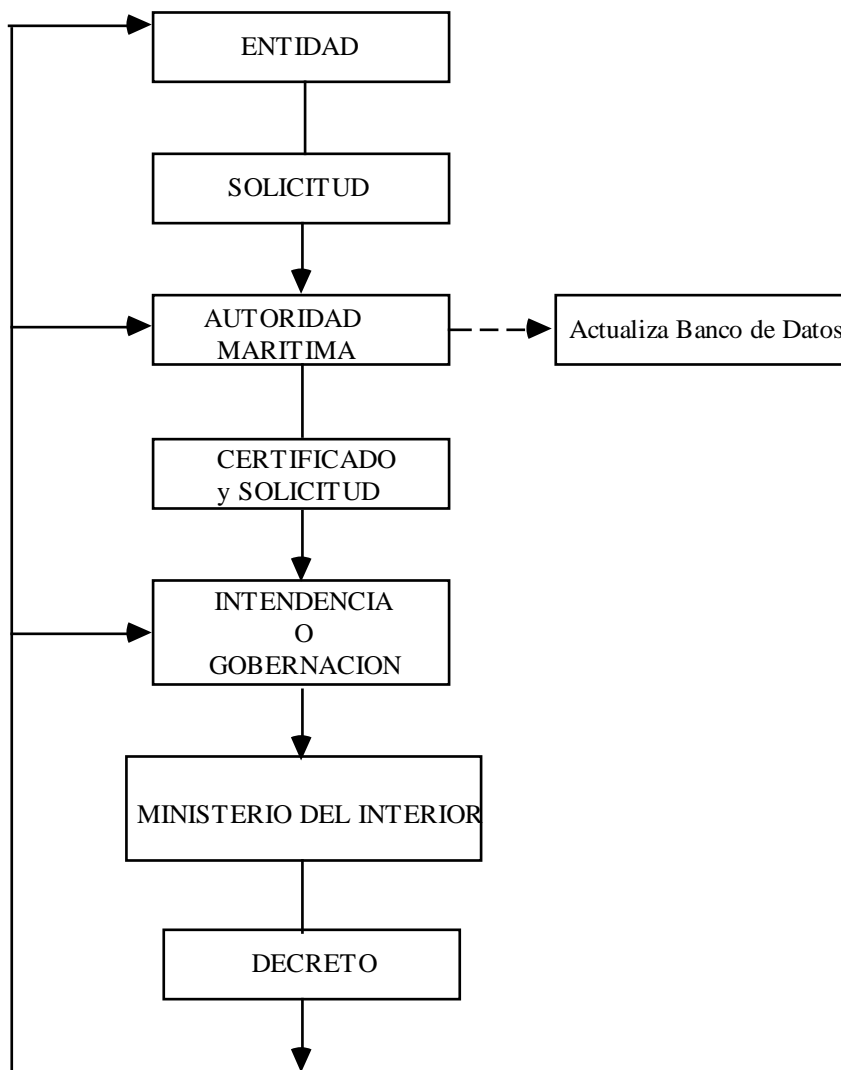 ENTIDAD
SOLICITUD
AUTORIDAD
MARITIMA
Actualiza Banco de Datos
CERTIFICADO
y SOLICITUD
INTENDENCIA
O
GOBERNACION
MINISTERIO DEL INTERIOR
DECRETO